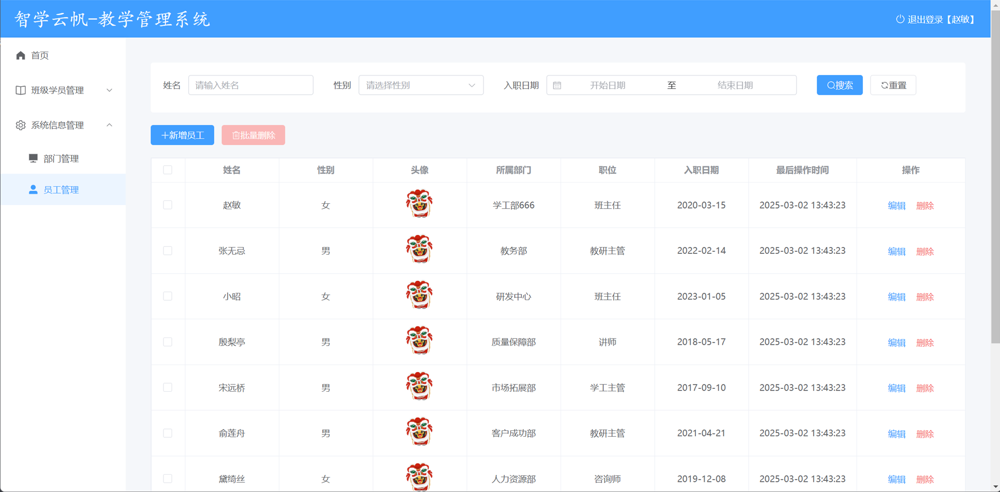 智学云帆-教学管理系统
退出登录【赵敏】
首页
班级学员管理
系统信息管理
部门管理
员工管理
姓名 请输入姓名 性别 请选择性别 入职日期 开始日期 至 结束日期 搜索 重置
新增员工 批量删除
姓名 性别 头像 所属部门 职位 入职日期 最后操作时间 操作
赵敏 女 学工部666 班主任 2020-03-15 2025-03-02 13:43:23 编辑 删除
张无忌 男 教务部 教研主管 2022-02-14 2025-03-02 13:43:23 编辑 删除
小昭 女 研发中心 班主任 2023-01-05 2025-03-02 13:43:23 编辑 删除
殷梨亭 男 质量保障部 讲师 2018-05-17 2025-03-02 13:43:23 编辑 删除
宋远桥 男 市场拓展部 学工主管 2017-09-10 2025-03-02 13:43:23 编辑 删除
俞莲舟 男 客户成功部 教研主管 2021-04-21 2025-03-02 13:43:23 编辑 删除
黛绮丝 女 人力资源部 咨询师 2019-12-08 2025-03-02 13:43:23 编辑 删除